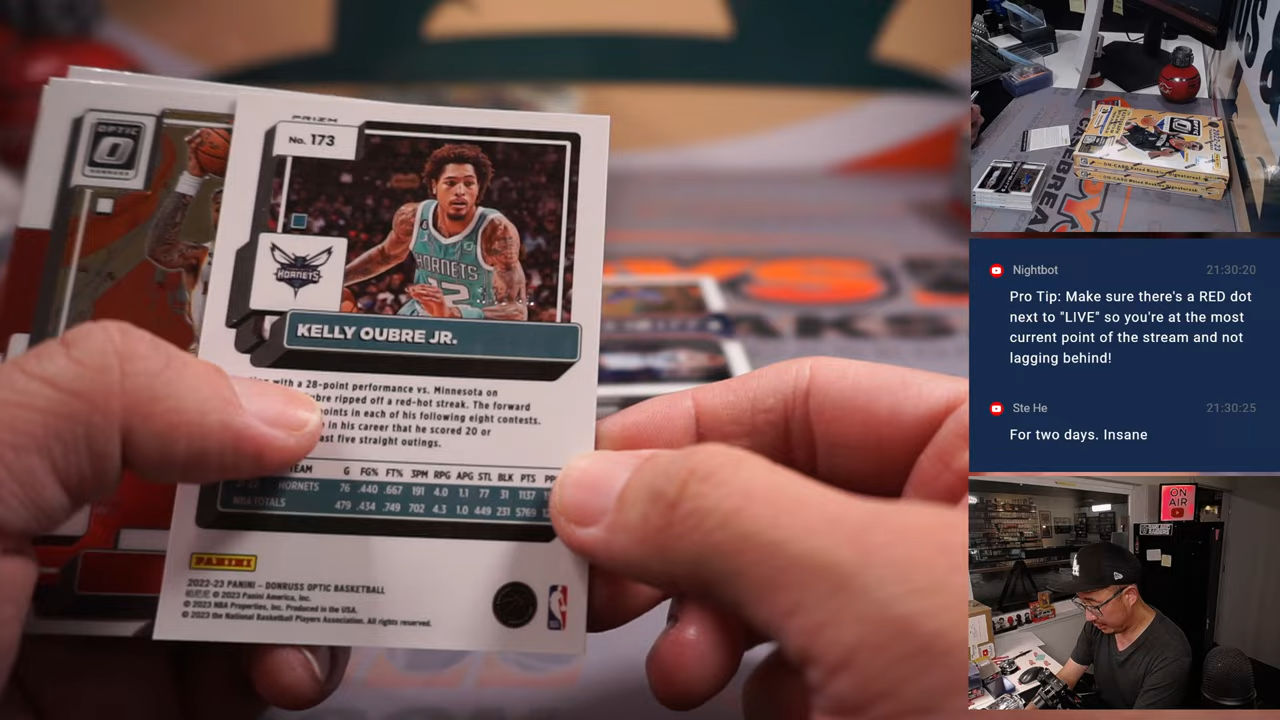 PRIZM
No. 173
OPTIC
HORNETS
HORNETS
12
KELLY OUBRE JR.
with a 28-point performance vs. Minnesota on
ripped off a red-hot streak. The forward
points in each of his following eight contests.
in his career that he scored 20 or
five straight outings.
G FG% FT% 3PM RPG APG STL BLK PTS
HORNETS 76 .440 .667 191 4.0 1.1 77 31 1137
NBA TOTALS 479 .434 .749 702 4.3 1.0 449 231 5769
PANINI
2022-23 PANINI – DONRUSS OPTIC BASKETBALL
© 2023 Panini America, Inc.
© 2023 NBA Properties, Inc. Produced in the USA.
© 2023 the National Basketball Players Association. All rights reserved.
Nightbot 21:30:20
Pro Tip: Make sure there's a RED dot
next to "LIVE" so you're at the most
current point of the stream and not
lagging behind!
Ste He 21:30:25
For two days. Insane
ON
AIR